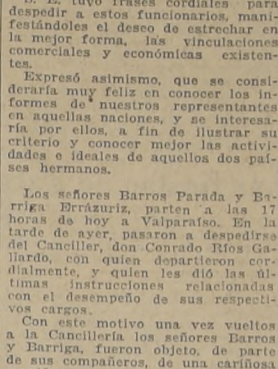 S. E. tuvo frases cordiales para
despedir a estos funcionarios, mani
festándoles el deseo de estrechar en
la mejor forma, las vinculaciones
comerciales y económicas existen-
tes.
Expresó asimismo, que se consi-
deraría muy feliz en conocer los in-
formes de nuestros representantes
en aquellas naciones, y se interesa-
ría por ellos, a fin de ilustrar su
criterio y conocer mejor las activi-
dades e ideales de aquellos dos paí-
ses hermanos.
Los señores Barros Parada y Ba-
rriga Errázuriz, parten a las 17
horas de hoy a Valparaíso. En la
tarde de ayer, pasaron a despedirse
del Canciller, don Conrado Ríos Ga-
llardo, con quien departieron cor-
dialmente, y quien les dió las úl-
timas instrucciones relacionadas
con el desempeño de sus respecti-
vos cargos.
Con este motivo una vez vueltos
a la Cancillería los señores Barros
y Barriga, fueron objeto, de parte
de sus compañeros, de una cariñosa